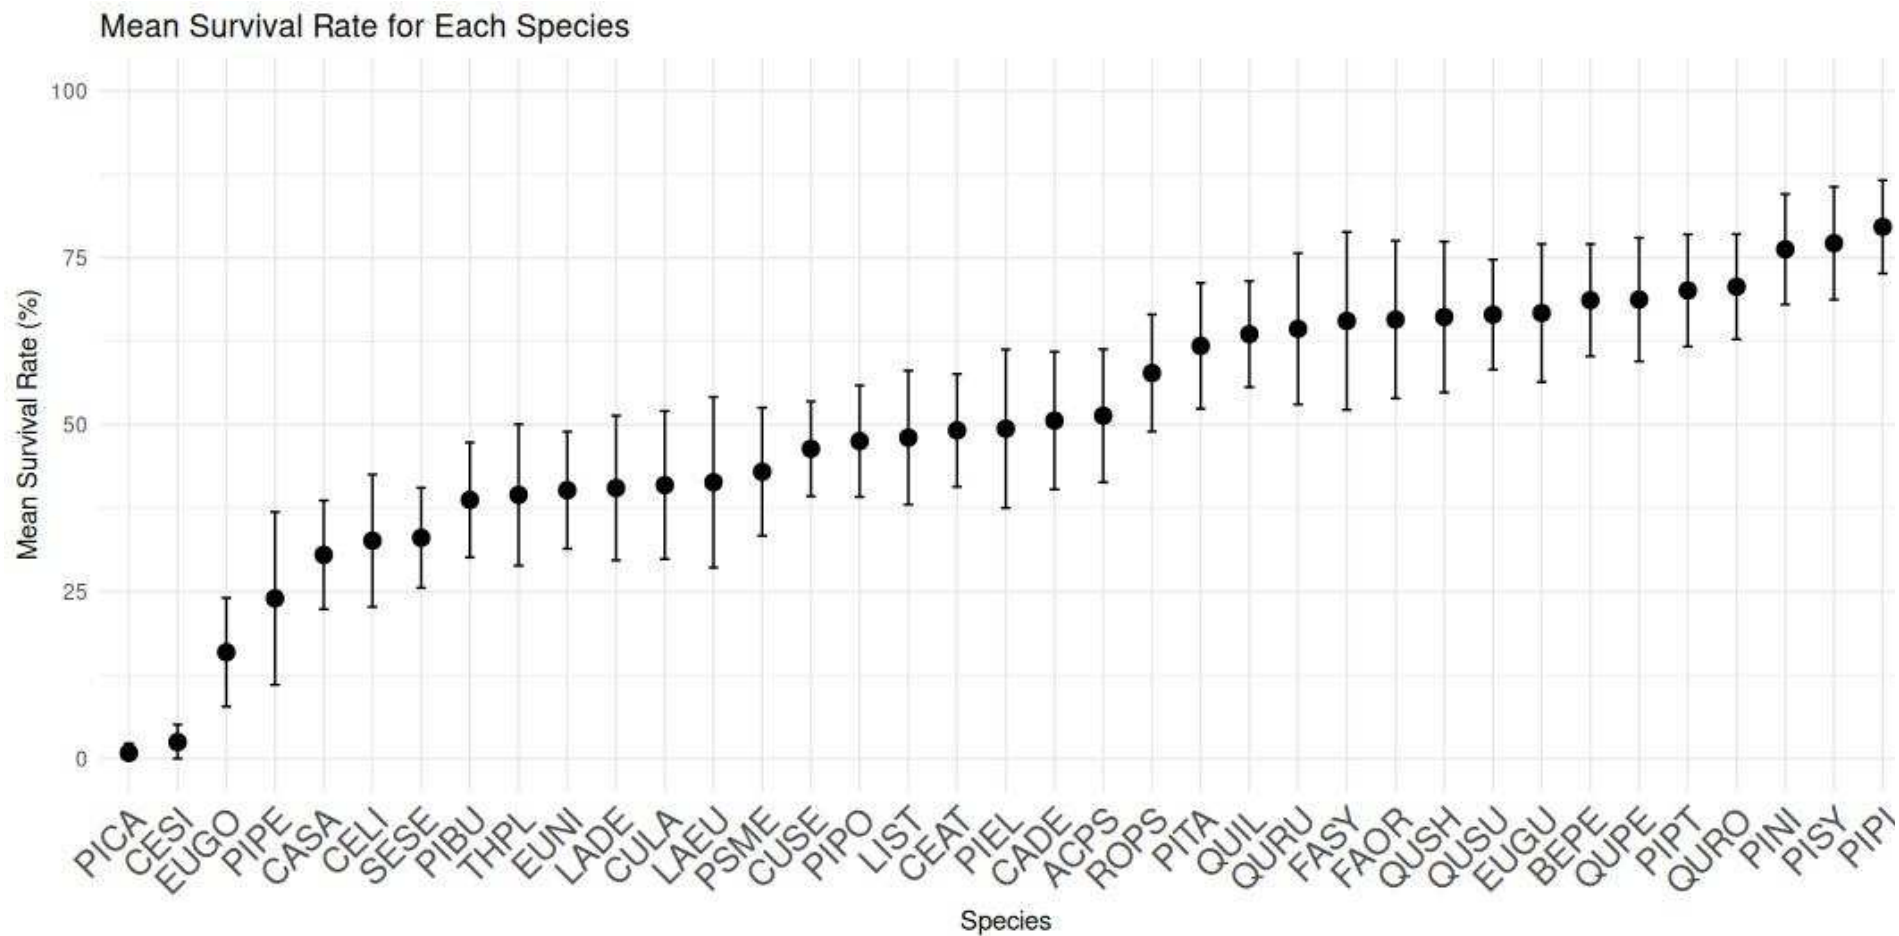 Mean Survival Rate for Each Species
100
75
50
25
0
Mean Survival Rate (%)
PICA
CESI
EUGO
PIPE
CASA
CELI
SESE
PIBU
THPL
EUNI
LADE
CULA
LAEU
PSME
CUSE
PIPO
LIST
CEAT
PIEL
CADE
ACPS
ROPS
PITA
QUIL
QURU
FASY
FAOR
QUSH
QUSU
EUGU
BEPE
QUPE
PIPT
QURO
PINI
PISY
PIPI
Species